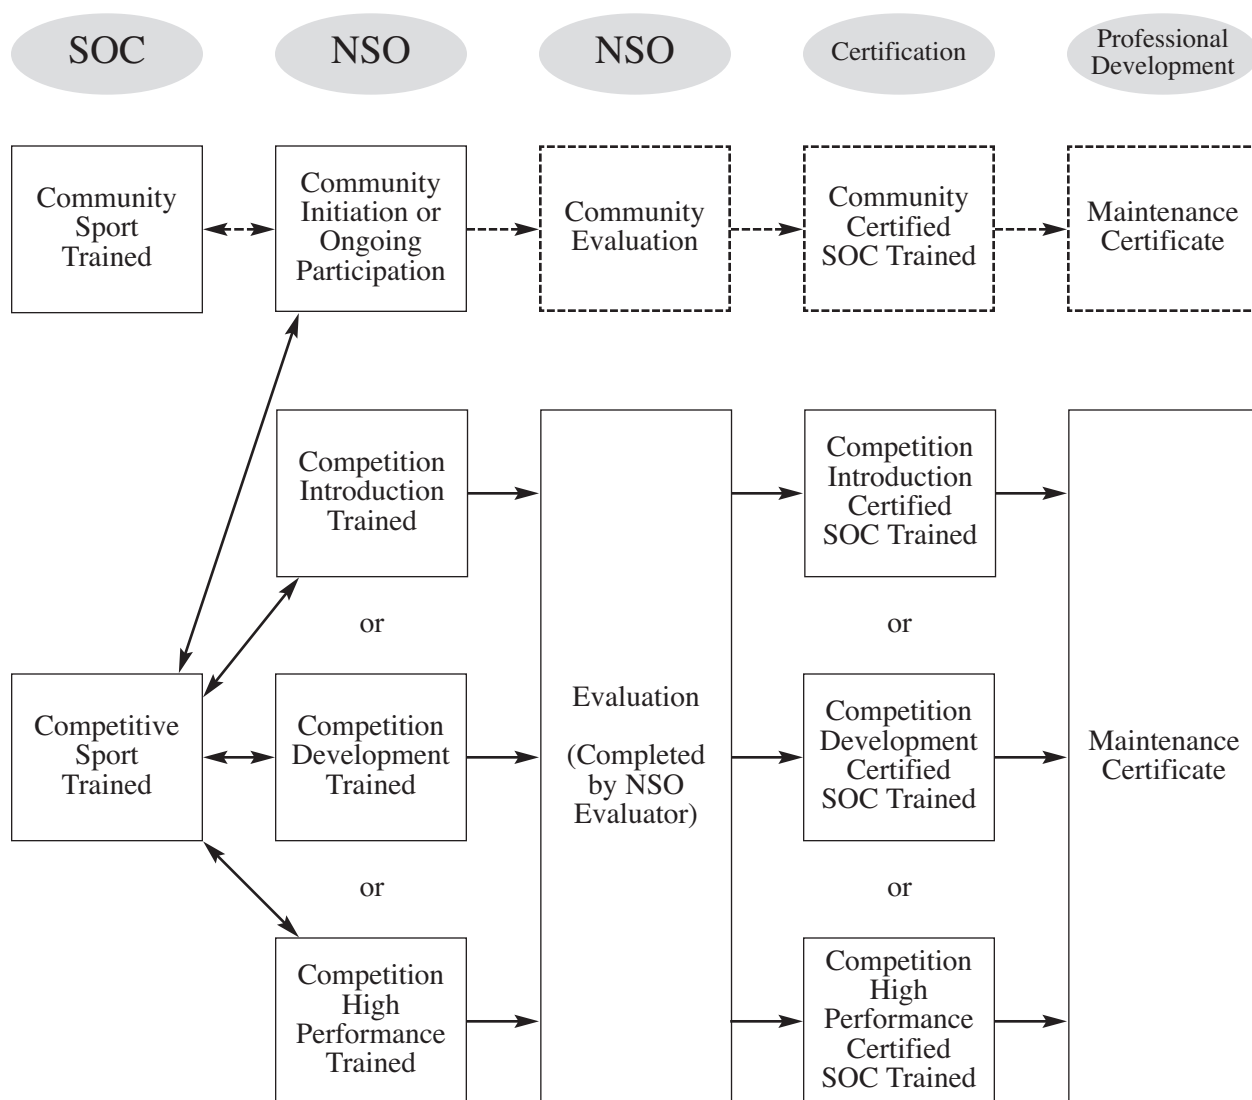 SOC
NSO
NSO
Certification
Professional
Development
Community
Sport
Trained
Community
Initiation or
Ongoing
Participation
Community
Evaluation
Community
Certified
SOC Trained
Maintenance
Certificate
Competition
Introduction
Trained
Competition
Introduction
Certified
SOC Trained
or
or
Competitive
Sport
Trained
Competition
Development
Trained
Evaluation
(Completed
by NSO
Evaluator)
Competition
Development
Certified
SOC Trained
Maintenance
Certificate
or
or
Competition
High
Performance
Trained
Competition
High
Performance
Certified
SOC Trained